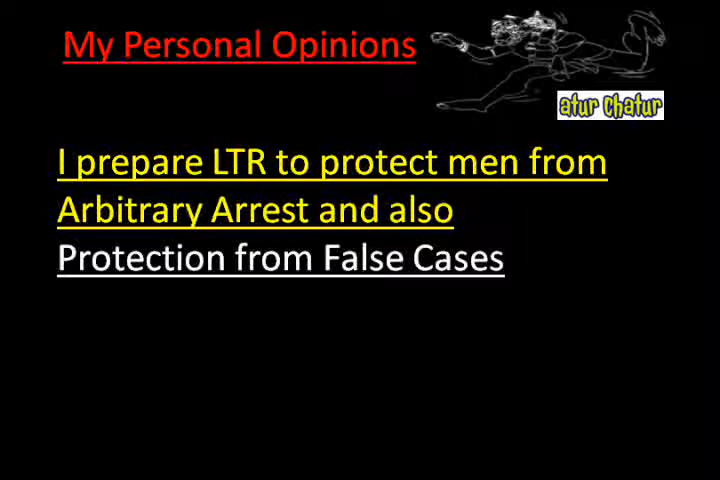 My Personal Opinions
atur chatur
I prepare LTR to protect men from
Arbitrary Arrest and also
Protection from False Cases